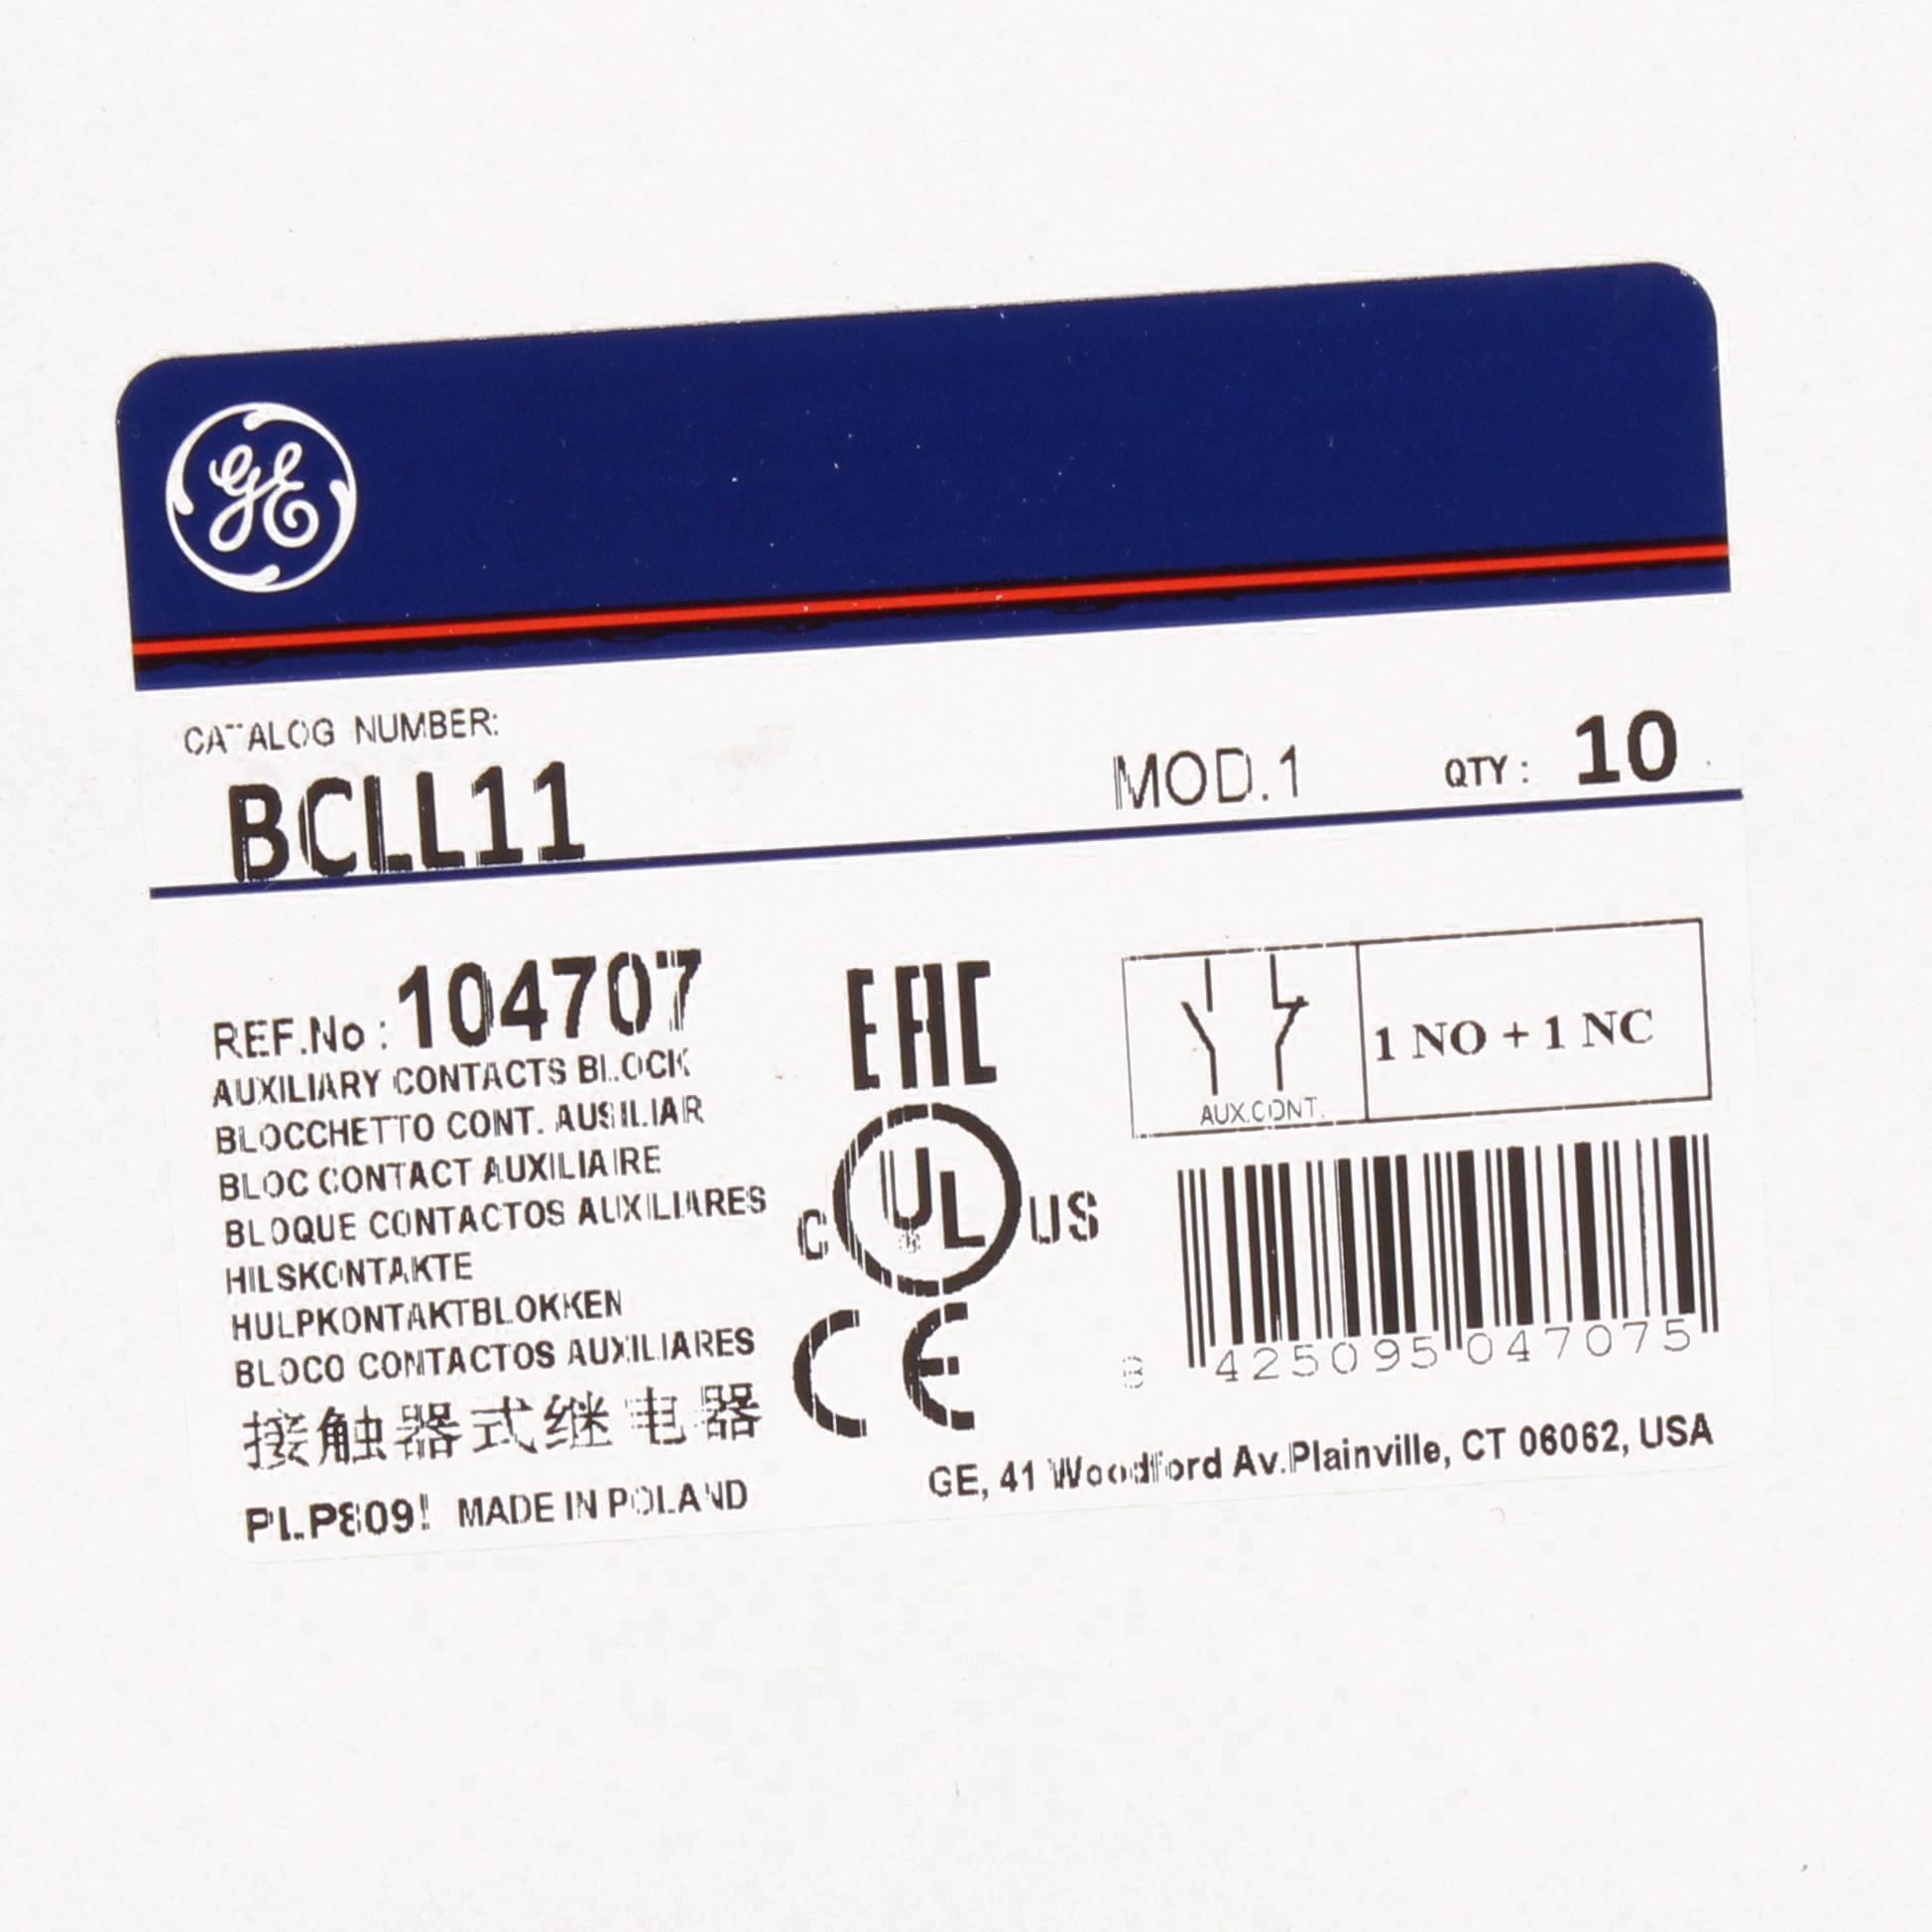 GE
CATALOG NUMBER:
BCLL11
MOD.1
QTY: 10
REF.No: 104707
AUXILIARY CONTACTS BLOCK
BLOCCHETTO CONT. AUSILIAR
BLOC CONTACT AUXILIAIRE
BLOQUE CONTACTOS AUXILIARES
HILSKONTAKTE
HULPKONTAKTBLOKKEN
BLOCO CONTACTOS AUXILIARES
接触器式继电器
MADE IN POLAND
EAC
C UL US
CE
AUX.CONT.
1 NO + 1 NC
8 425095 047075
GE, 41 Woodford Av.Plainville, CT 06062, USA